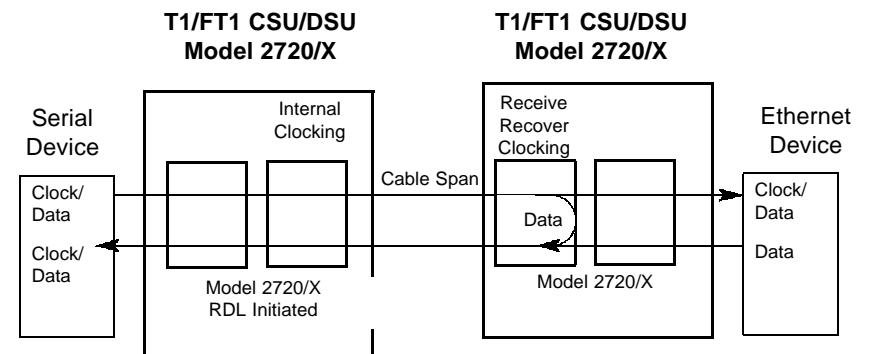 T1/FT1 CSU/DSU
Model 2720/X
T1/FT1 CSU/DSU
Model 2720/X
Serial
Device
Internal
Clocking
Receive
Recover
Clocking
Ethernet
Device
Cable Span
Clock/
Data
Clock/
Data
Data
Clock/
Data
Data
Model 2720/X
RDL Initiated
Model 2720/X